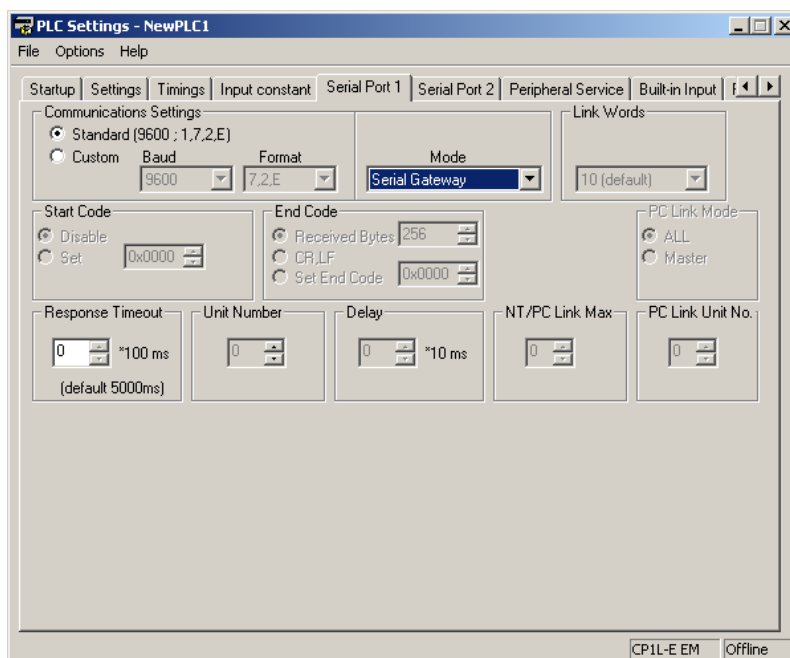 PLC Settings - NewPLC1
File Options Help
Startup Settings Timings Input constant Serial Port 1 Serial Port 2 Peripheral Service Built-in Input
Communications Settings
Link Words
Standard (9600 ; 1,7,2,E)
Custom Baud Format Mode
9600 7,2,E Serial Gateway 10 (default)
Start Code End Code PC Link Mode
Disable Received Bytes 256 ALL
Set 0x0000 CR,LF Master
Set End Code 0x0000
Response Timeout Unit Number Delay NT/PC Link Max PC Link Unit No.
0 *100 ms 0 0 *10 ms 0 0
(default 5000ms)
CP1L-E EM Offline